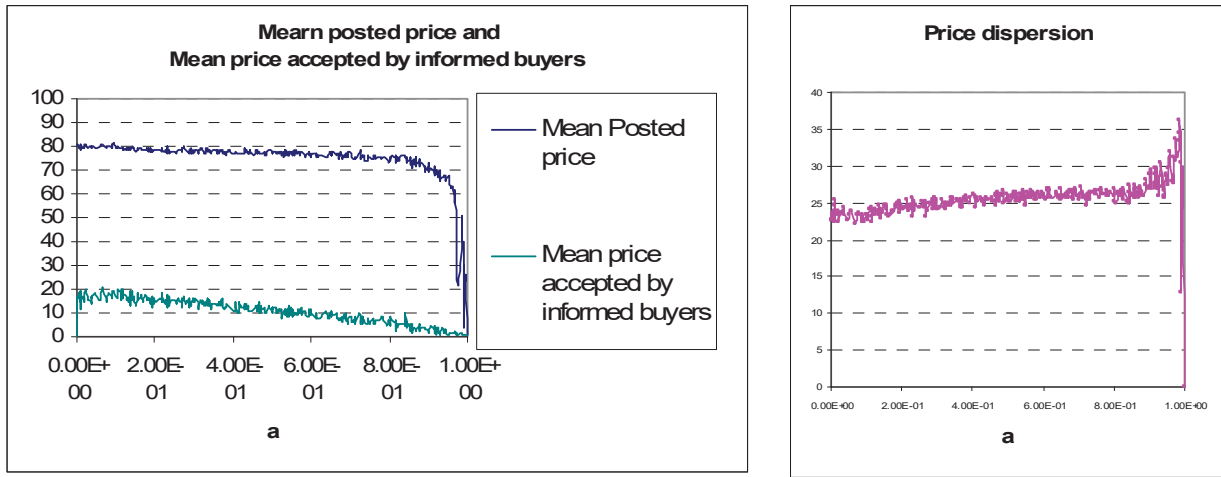 Mearn posted price and
Mean price accepted by informed buyers
100
90
80
70
60
50
40
30
20
10
0
0.00E+
00
2.00E-
01
4.00E-
01
6.00E-
01
8.00E-
01
1.00E+
00
a
Mean Posted
price
Mean price
accepted by
informed buyers
Price dispersion
40
35
30
25
20
15
10
5
0
0.00E+00 2.00E-01 4.00E-01 6.00E-01 8.00E-01 1.00E+00
a